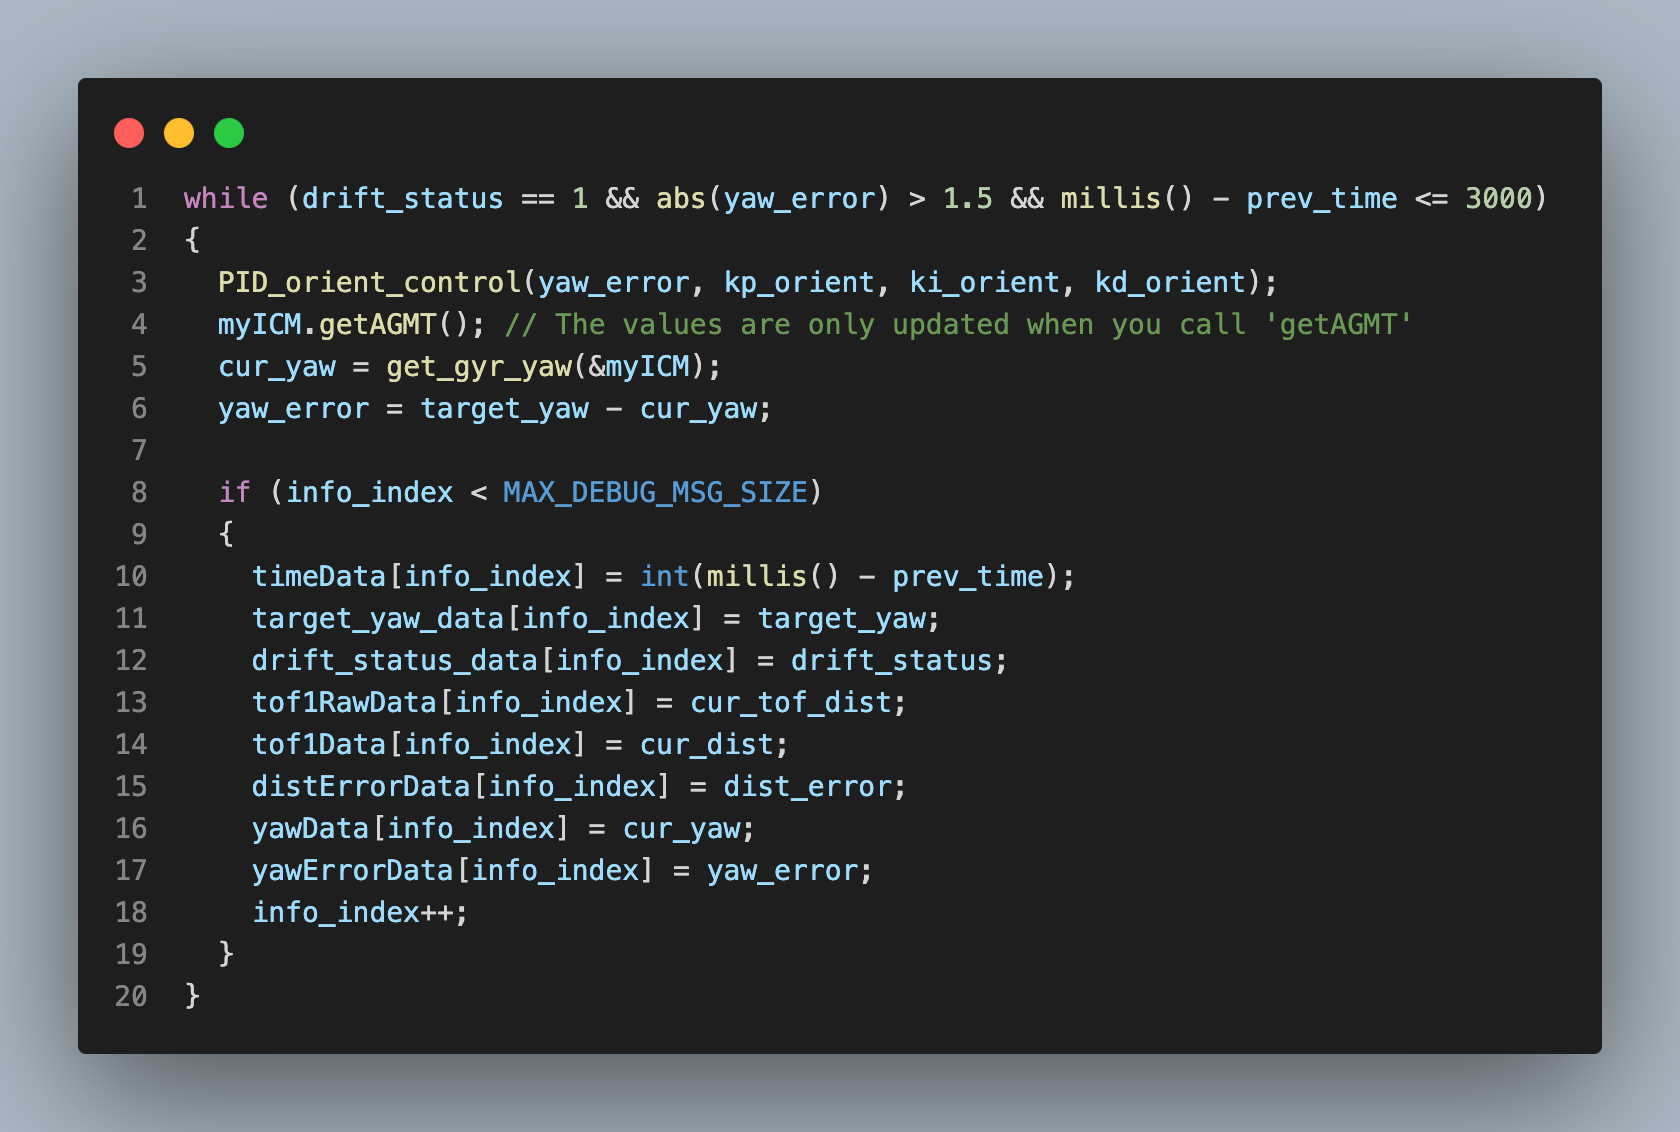 1 while (drift_status == 1 && abs(yaw_error) > 1.5 && millis() - prev_time <= 3000)
2 {
3   PID_orient_control(yaw_error, kp_orient, ki_orient, kd_orient);
4   myICM.getAGMT(); // The values are only updated when you call 'getAGMT'
5   cur_yaw = get_gyr_yaw(&myICM);
6   yaw_error = target_yaw - cur_yaw;
7
8   if (info_index < MAX_DEBUG_MSG_SIZE)
9   {
10     timeData[info_index] = int(millis() - prev_time);
11     target_yaw_data[info_index] = target_yaw;
12     drift_status_data[info_index] = drift_status;
13     tof1RawData[info_index] = cur_tof_dist;
14     tof1Data[info_index] = cur_dist;
15     distErrorData[info_index] = dist_error;
16     yawData[info_index] = cur_yaw;
17     yawErrorData[info_index] = yaw_error;
18     info_index++;
19   }
20 }